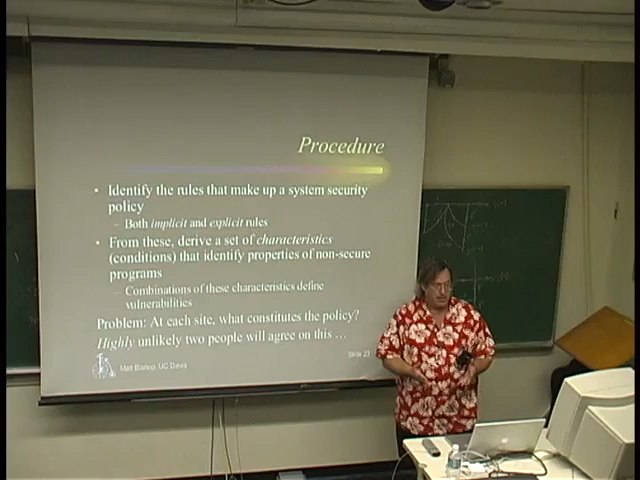 Procedure
• Identify the rules that make up a system security
policy
– Both implicit and explicit rules
• From these, derive a set of characteristics
(conditions) that identify properties of non-secure
programs
Combinations of these characteristics define
vulnerabilities
Problem: At each site, what constitutes the policy?
Highly unlikely two people will agree on this …
Matt Bishop, UC Davis
Slide 23